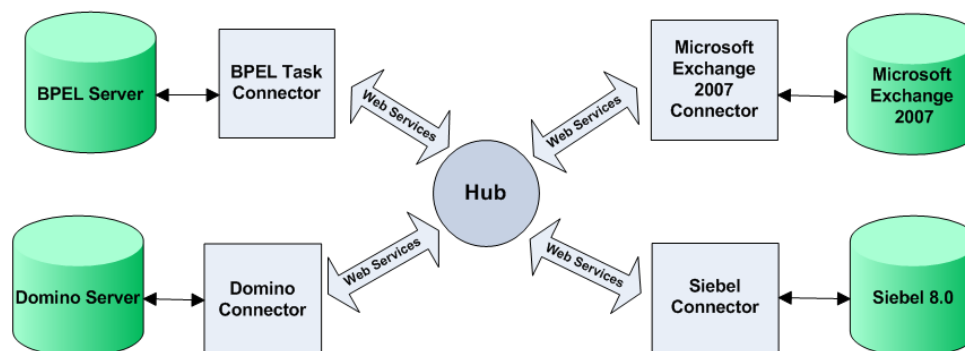 BPEL Server
BPEL Task
Connector
Web Services
Microsoft
Exchange
2007
Connector
Web Services
Microsoft
Exchange
2007
Hub
Domino Server
Domino
Connector
Web Services
Siebel
Connector
Web Services
Siebel 8.0